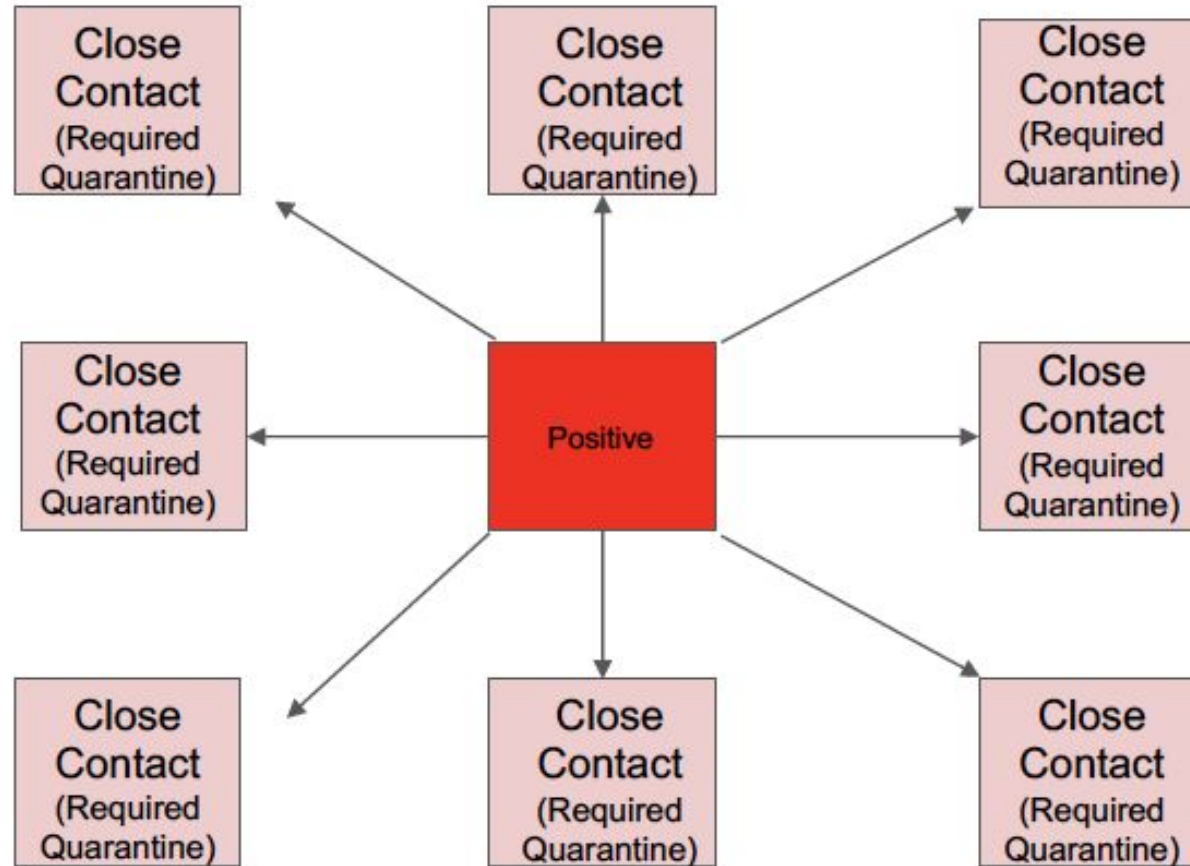 Close
Contact
(Required
Quarantine)
Close
Contact
(Required
Quarantine)
Close
Contact
(Required
Quarantine)
Close
Contact
(Required
Quarantine)
Positive
Close
Contact
(Required
Quarantine)
Close
Contact
(Required
Quarantine)
Close
Contact
(Required
Quarantine)
Close
Contact
(Required
Quarantine)